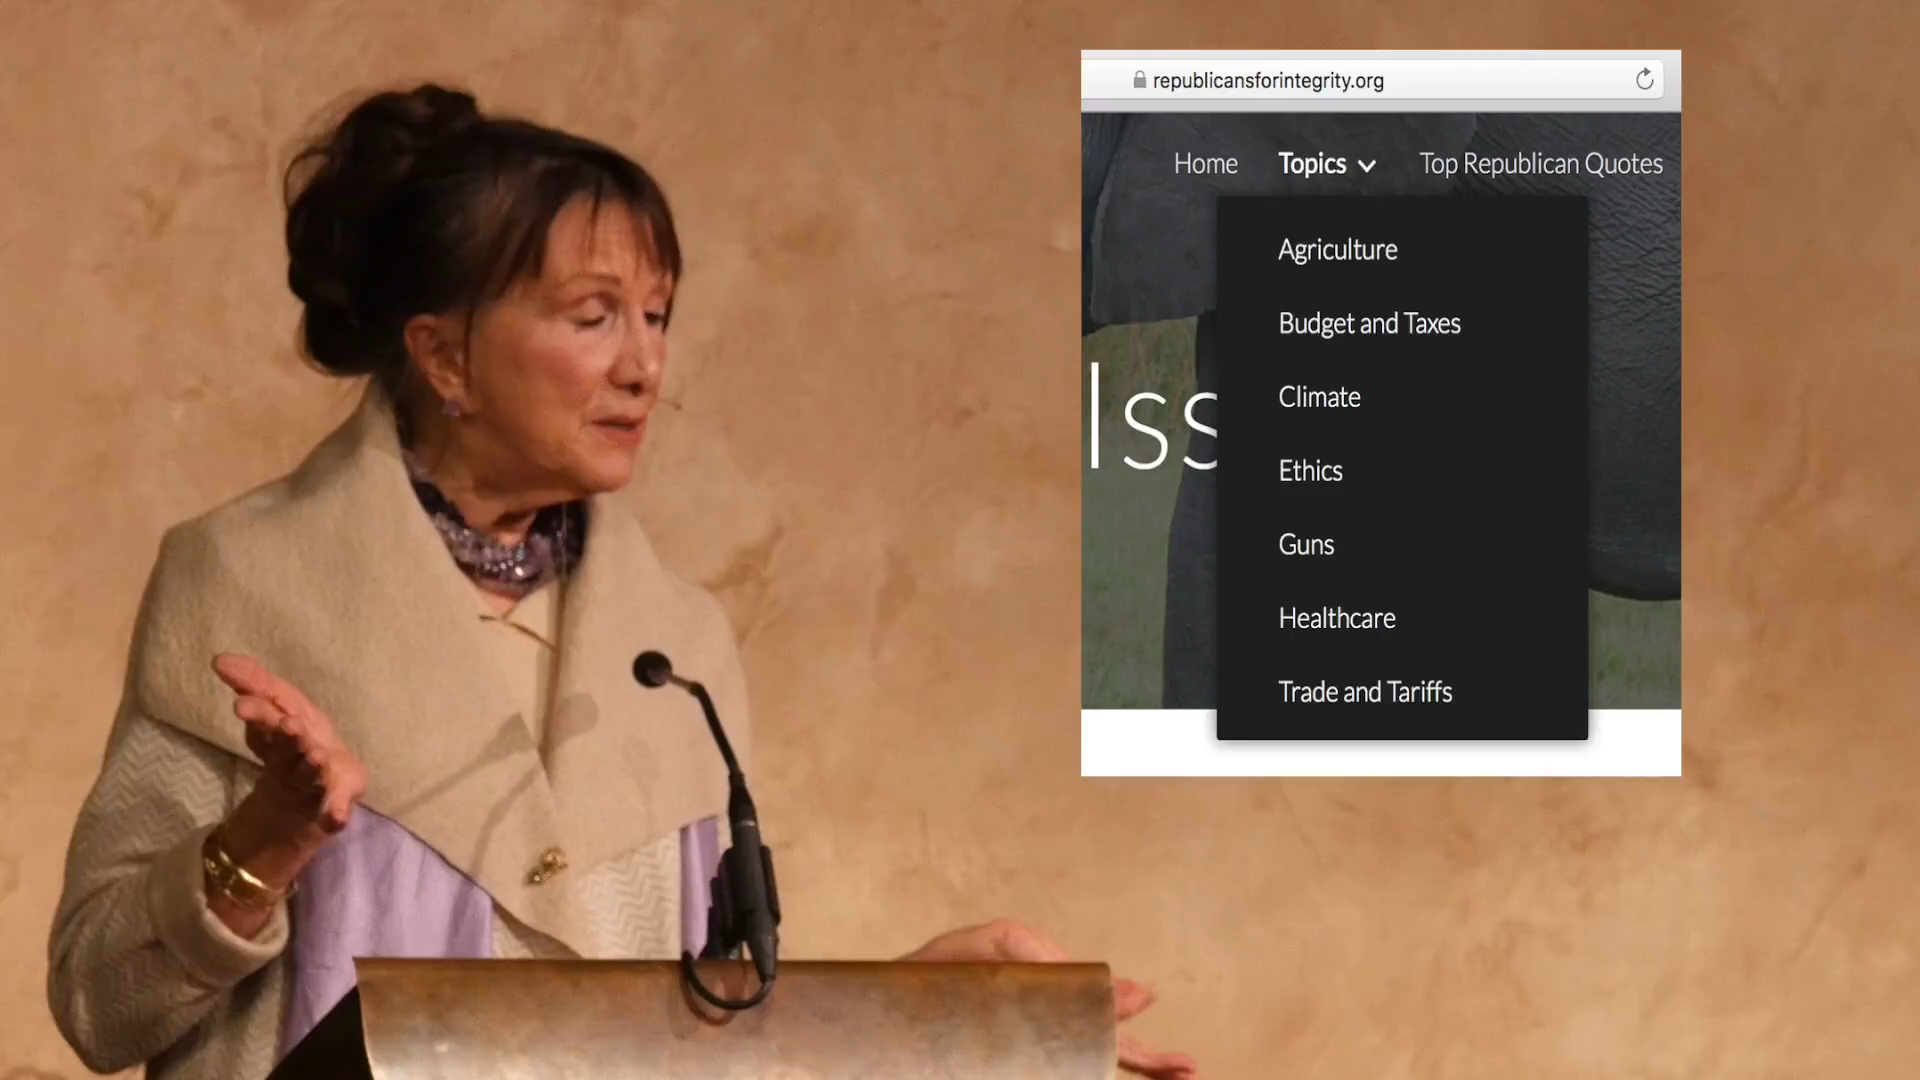 republicansforintegrity.org
Home Topics Top Republican Quotes
Agriculture
Budget and Taxes
Climate
Iss
Ethics
Guns
Healthcare
Trade and Tariffs